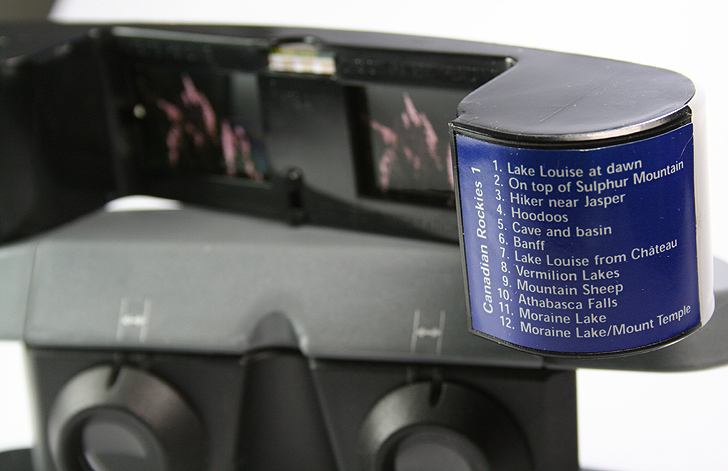 Canadian Rockies 1
1. Lake Louise at dawn
2. On top of Sulphur Mountain
3. Hiker near Jasper
4. Hoodoos
5. Cave and basin
6. Banff
7. Lake Louise from Château
8. Vermilion Lakes
9. Mountain Sheep
10. Athabasca Falls
11. Moraine Lake
12. Moraine Lake/Mount Temple